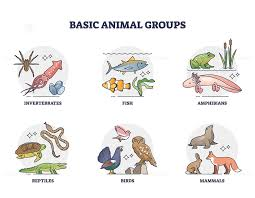 BASIC ANIMAL GROUPS
INVERTEBRATES
FISH
AMPHIBIANS
REPTILES
BIRDS
MAMMALS